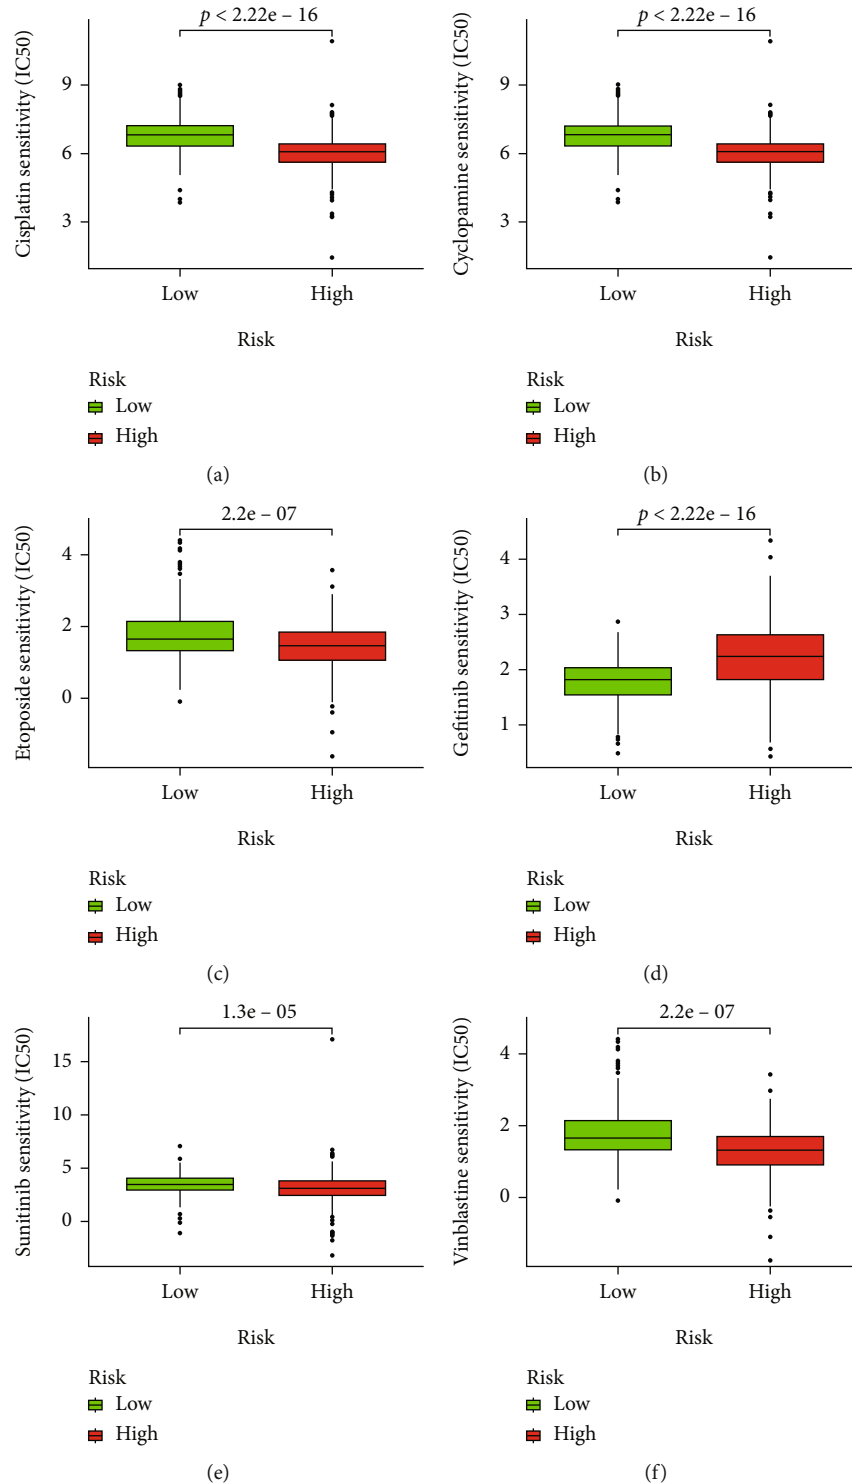 p < 2.22e – 16
Cisplatin sensitivity (IC50)
9
6
3
Low
High
Risk
Risk
Low
High
(a)
p < 2.22e – 16
Cyclopamine sensitivity (IC50)
9
6
3
Low
High
Risk
Risk
Low
High
(b)
2.2e – 07
Etoposide sensitivity (IC50)
4
2
0
Low
High
Risk
Risk
Low
High
(c)
p < 2.22e – 16
Gefitinib sensitivity (IC50)
4
3
2
1
Low
High
Risk
Risk
Low
High
(d)
1.3e – 05
Sunitinib sensitivity (IC50)
15
10
5
0
Low
High
Risk
Risk
Low
High
(e)
2.2e – 07
Vinblastine sensitivity (IC50)
4
2
0
Low
High
Risk
Risk
Low
High
(f)